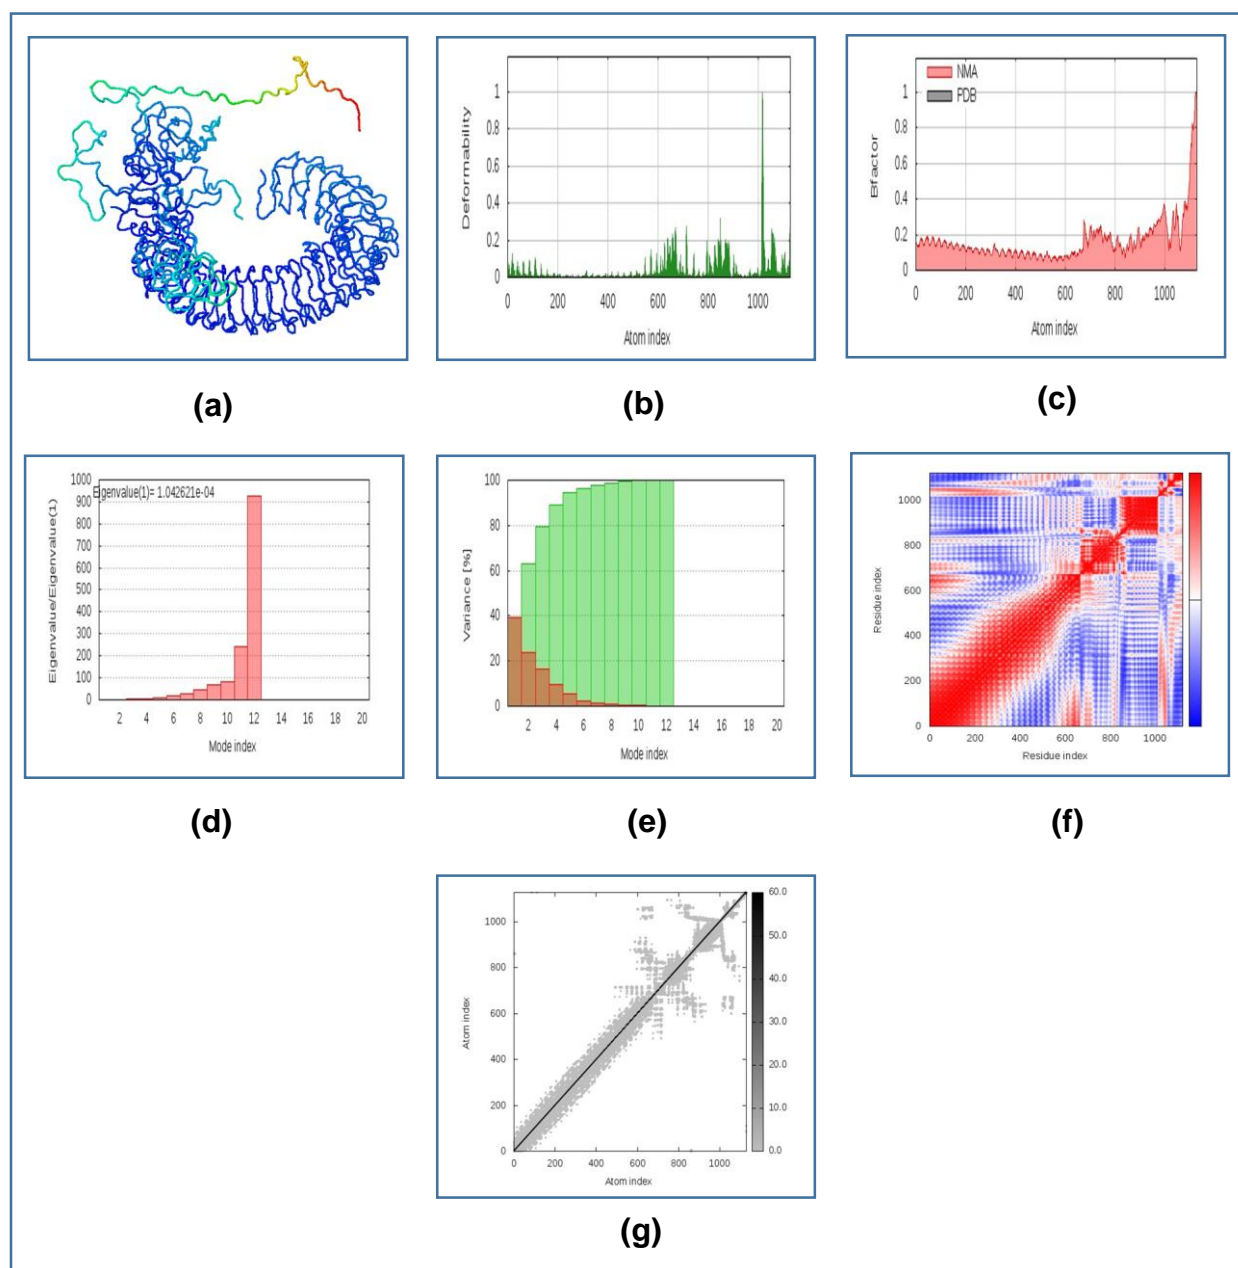 Deformability
1
0.8
0.6
0.4
0.2
0
0 200 400 600 800 1000
Atom index
NMA
PDB
Bfactor
1
0.8
0.6
0.4
0.2
0
0 200 400 600 800 1000
Atom index
(a)
(b)
(c)
Eigenvalue(1)= 1.042621e-04
Eigenvalue/Eigenvalue(1)
1000
900
800
700
600
500
400
300
200
100
0
2 4 6 8 10 12 14 16 18 20
Mode index
Variance [%]
100
80
60
40
20
0
2 4 6 8 10 12 14 16 18 20
Mode index
Residue index
1000
800
600
400
200
0
0 200 400 600 800 1000
Residue index
(d)
(e)
(f)
Atom index
1000
800
600
400
200
0
0 200 400 600 800 1000
Atom index
60.0
50.0
40.0
30.0
20.0
10.0
0.0
(g)